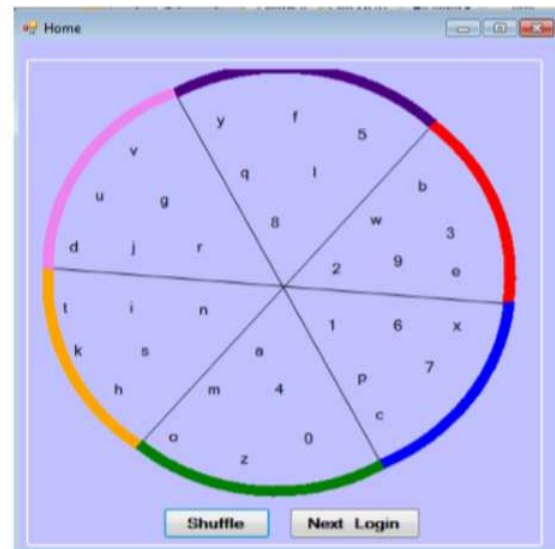 Home
y f 5
v q l b
u g 8 w 3
d j r 2 9 e
t i n 1 6 x
k s a p 7
h m 4 c
o z 0
Shuffle Next Login